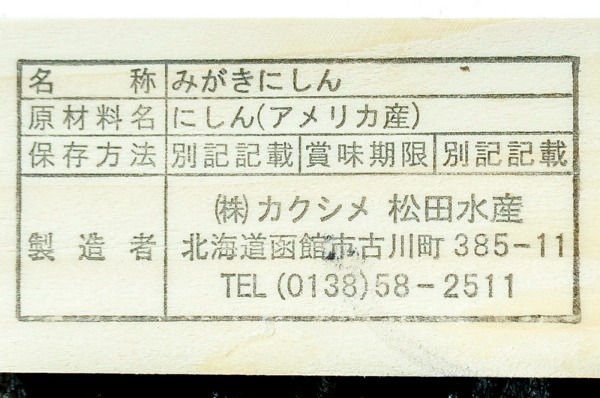 名称 みがきにしん
原材料名 にしん(アメリカ産)
保存方法 別記記載 賞味期限 別記記載
製造者 ㈱カクシメ 松田水産
北海道函館市古川町385-11
TEL(0138)58-2511